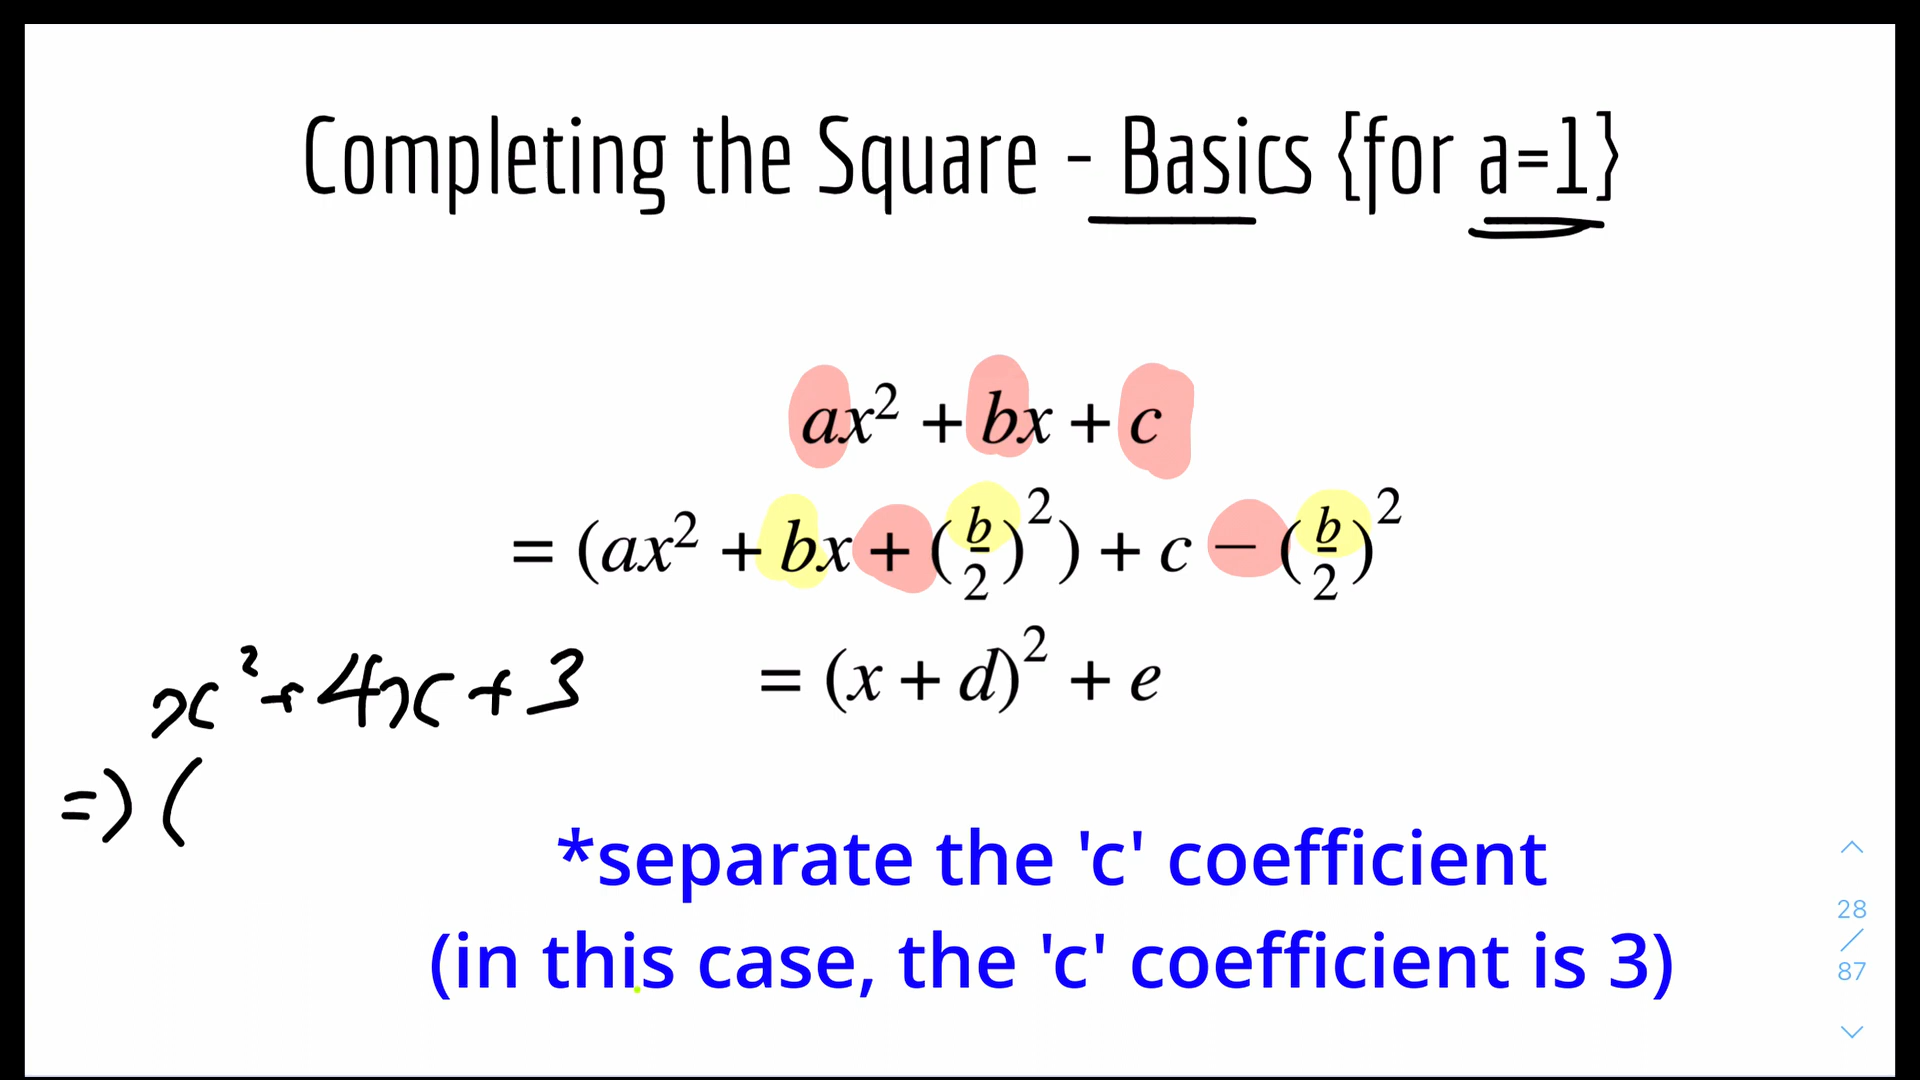 Completing the Square - Basics {for a=1}
ax² + bx + c
= (ax² + bx + (b/2)²) + c − (b/2)²
= (x + d)² + e
x² + 4x + 3
=> (
*separate the 'c' coefficient
(in this case, the 'c' coefficient is 3)
28
/
87